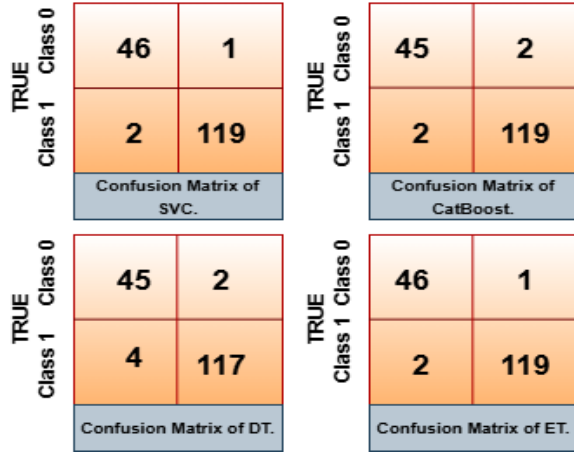 TRUE
Class 0
46 1
Class 1
2 119
Confusion Matrix of
SVC.
TRUE
Class 0
45 2
Class 1
2 119
Confusion Matrix of
CatBoost.
TRUE
Class 0
45 2
Class 1
4 117
Confusion Matrix of DT.
TRUE
Class 0
46 1
Class 1
2 119
Confusion Matrix of ET.